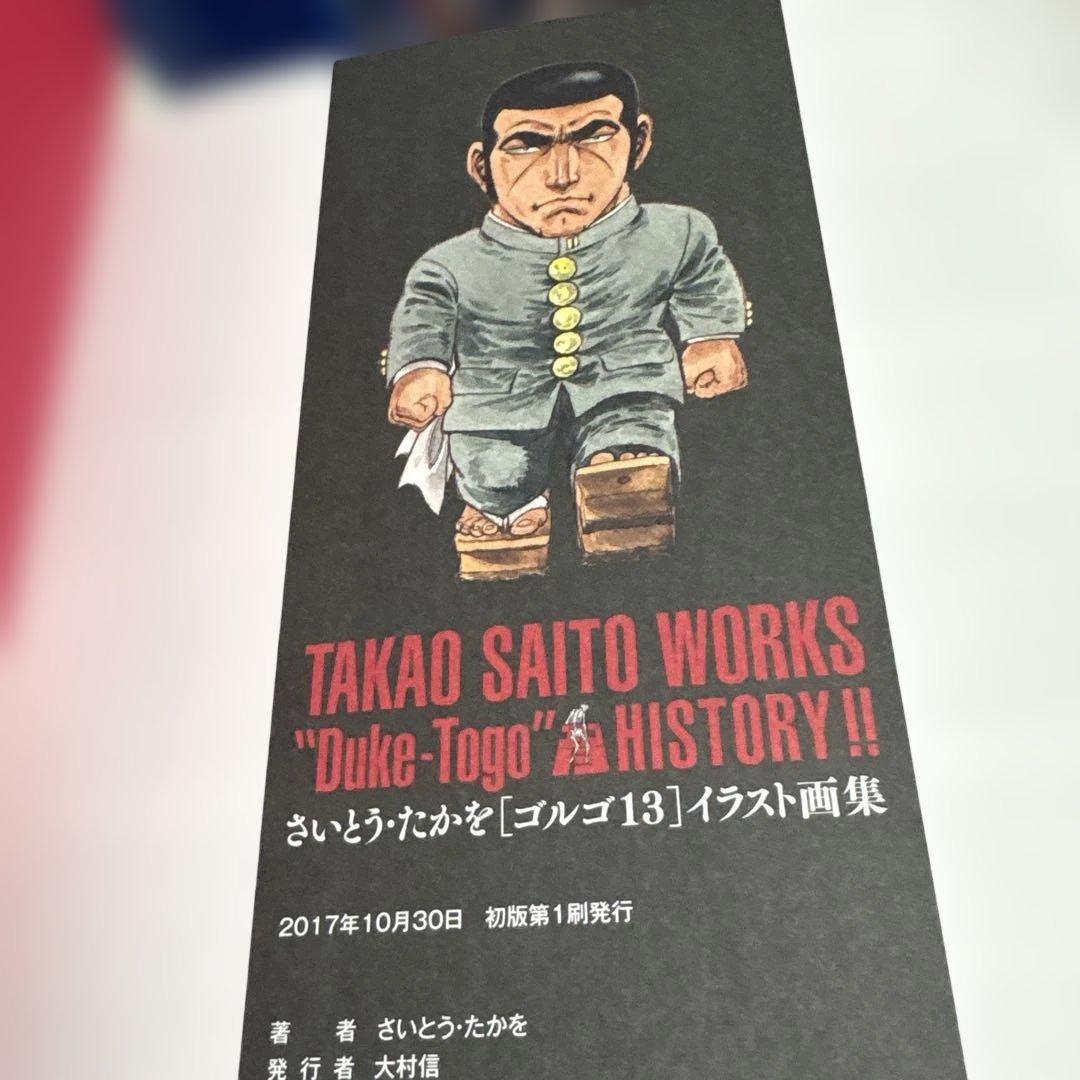 TAKAO SAITO WORKS
"Duke-Togo" HISTORY!!
さいとう・たかを[ゴルゴ13]イラスト画集
2017年10月30日　初版第1刷発行
著　者　さいとう・たかを
発行者　大村信